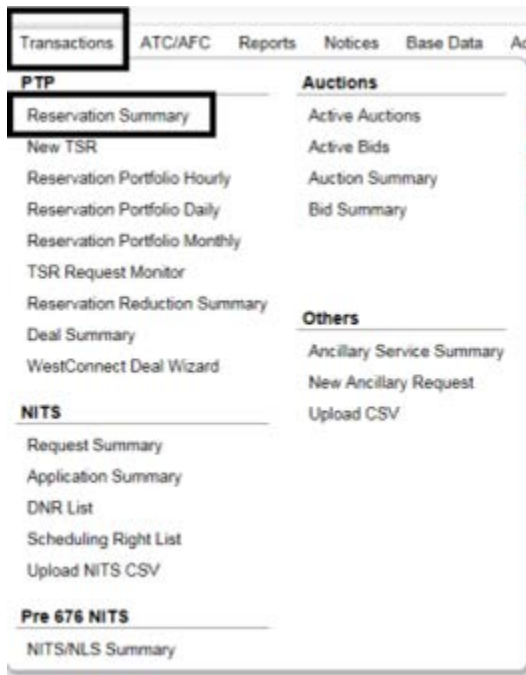 Transactions ATC/AFC Reports Notices Base Data
PTP
Reservation Summary
New TSR
Reservation Portfolio Hourly
Reservation Portfolio Daily
Reservation Portfolio Monthly
TSR Request Monitor
Reservation Reduction Summary
Deal Summary
WestConnect Deal Wizard
NITS
Request Summary
Application Summary
DNR List
Scheduling Right List
Upload NITS CSV
Pre 676 NITS
NITS/NLS Summary
Auctions
Active Auctions
Active Bids
Auction Summary
Bid Summary
Others
Ancillary Service Summary
New Ancillary Request
Upload CSV